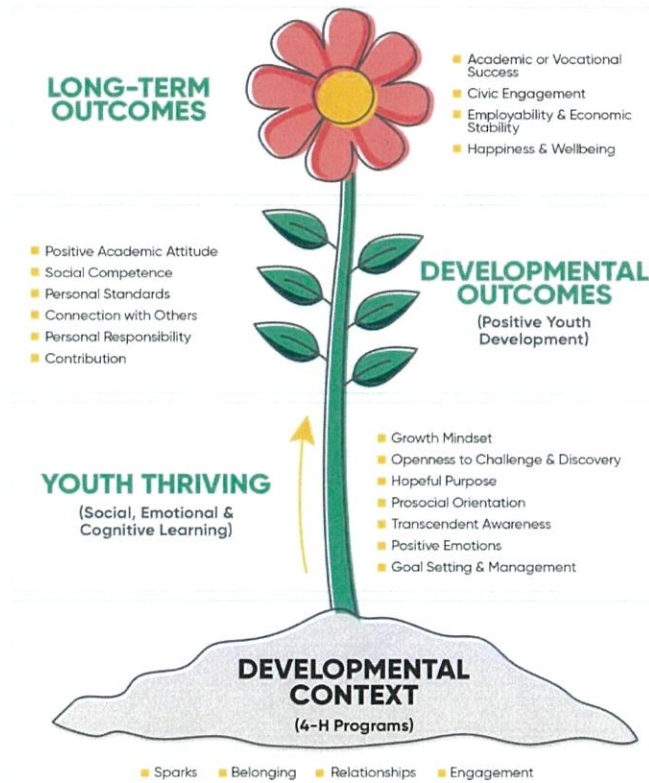 LONG-TERM
OUTCOMES
Academic or Vocational
Success
Civic Engagement
Employability & Economic
Stability
Happiness & Wellbeing
Positive Academic Attitude
Social Competence
Personal Standards
Connection with Others
Personal Responsibility
Contribution
DEVELOPMENTAL
OUTCOMES
(Positive Youth
Development)
YOUTH THRIVING
(Social, Emotional &
Cognitive Learning)
Growth Mindset
Openness to Challenge & Discovery
Hopeful Purpose
Prosocial Orientation
Transcendent Awareness
Positive Emotions
Goal Setting & Management
DEVELOPMENTAL
CONTEXT
(4-H Programs)
Sparks Belonging Relationships Engagement